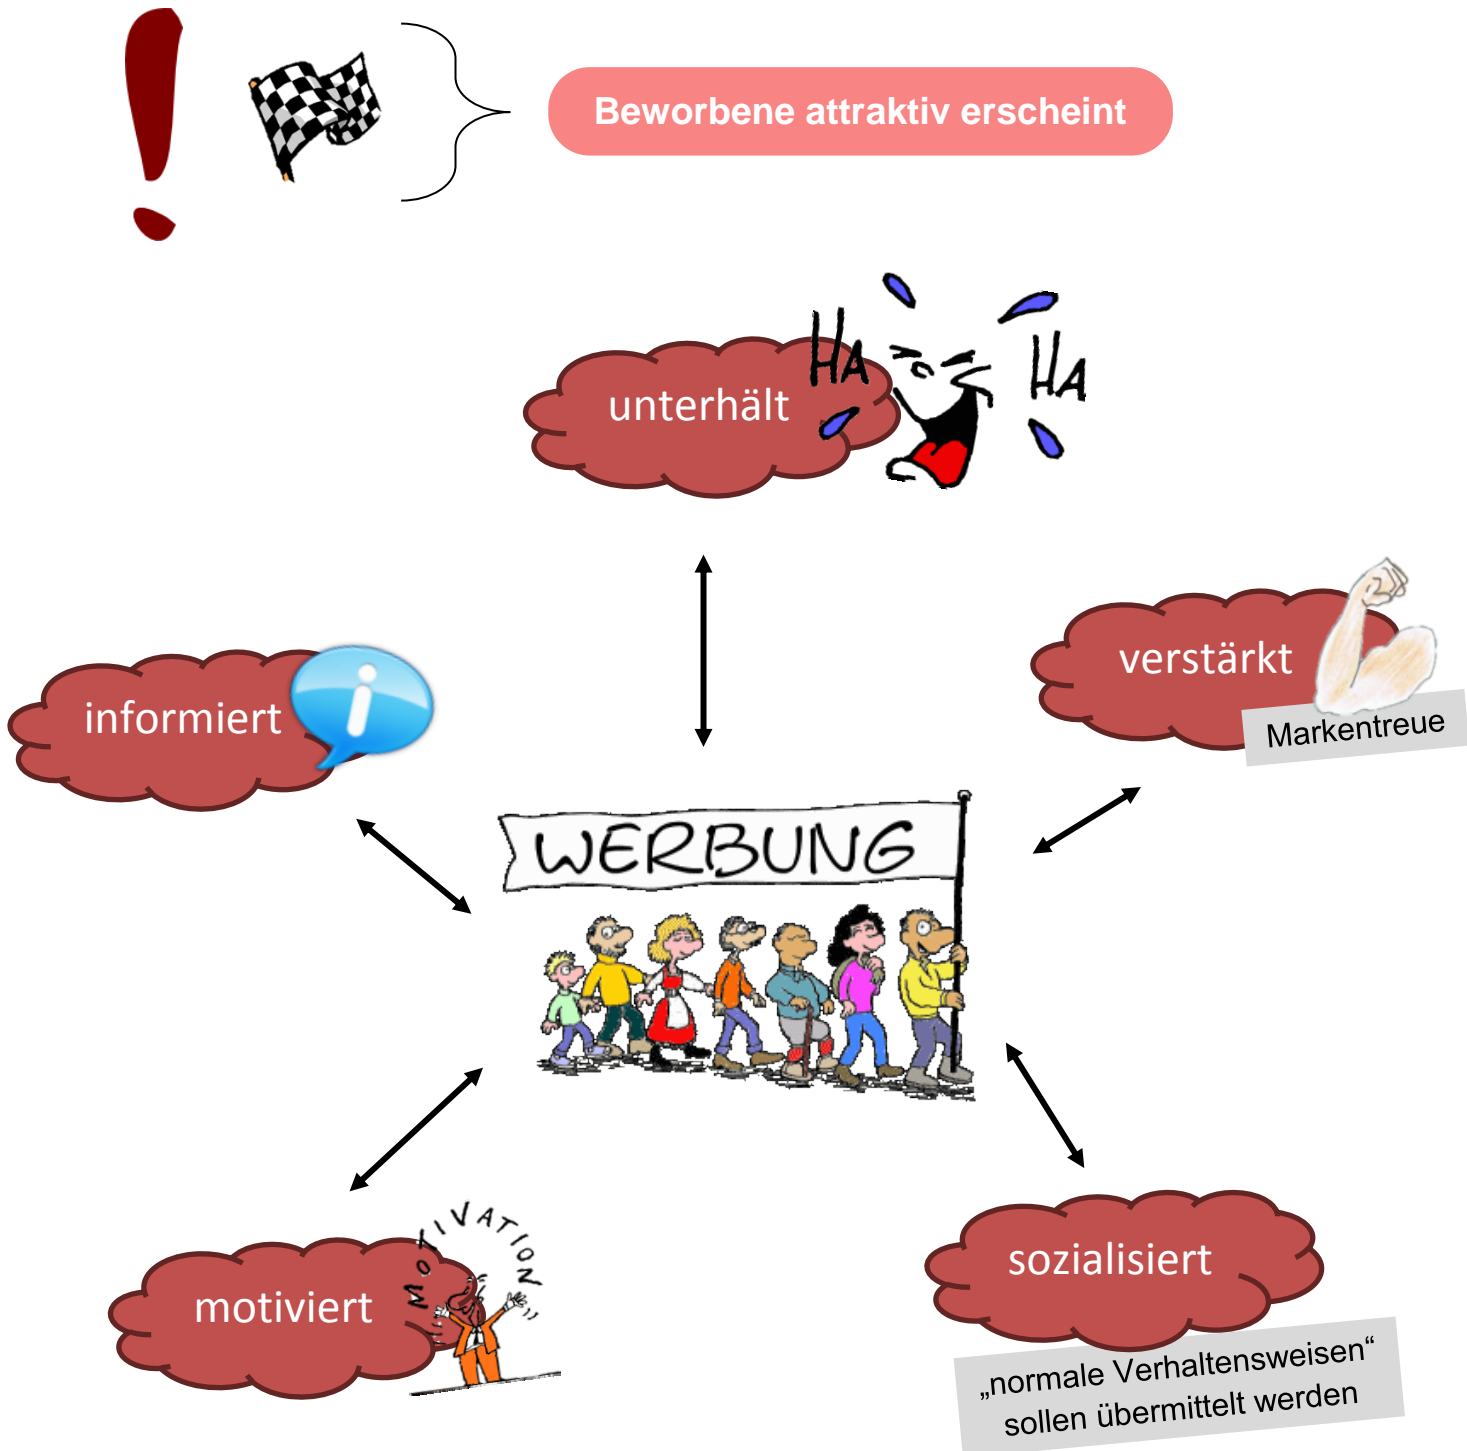 Beworbene attraktiv erscheint
HA
HA
unterhält
verstärkt
Markentreue
informiert
i
WERBUNG
MOTIVATION
motiviert
sozialisiert
„normale Verhaltensweisen“
sollen übermittelt werden